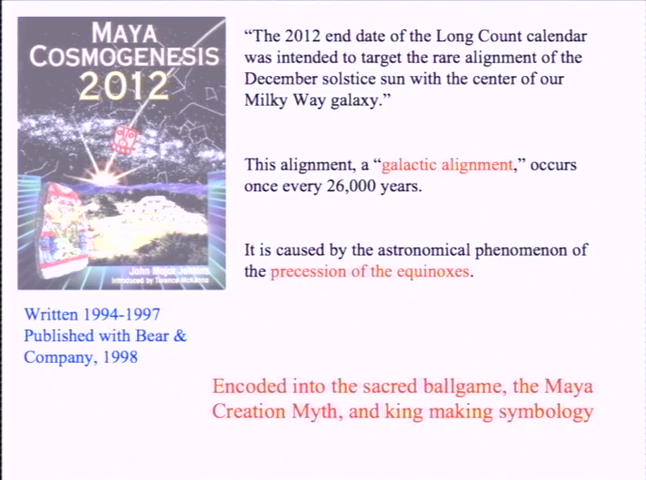 MAYA
COSMOGENESIS
2012
John Major Jenkins
Introduced by Terence McKenna
“The 2012 end date of the Long Count calendar
was intended to target the rare alignment of the
December solstice sun with the center of our
Milky Way galaxy.”
This alignment, a “galactic alignment,” occurs
once every 26,000 years.
It is caused by the astronomical phenomenon of
the precession of the equinoxes.
Written 1994-1997
Published with Bear &
Company, 1998
Encoded into the sacred ballgame, the Maya
Creation Myth, and king making symbology